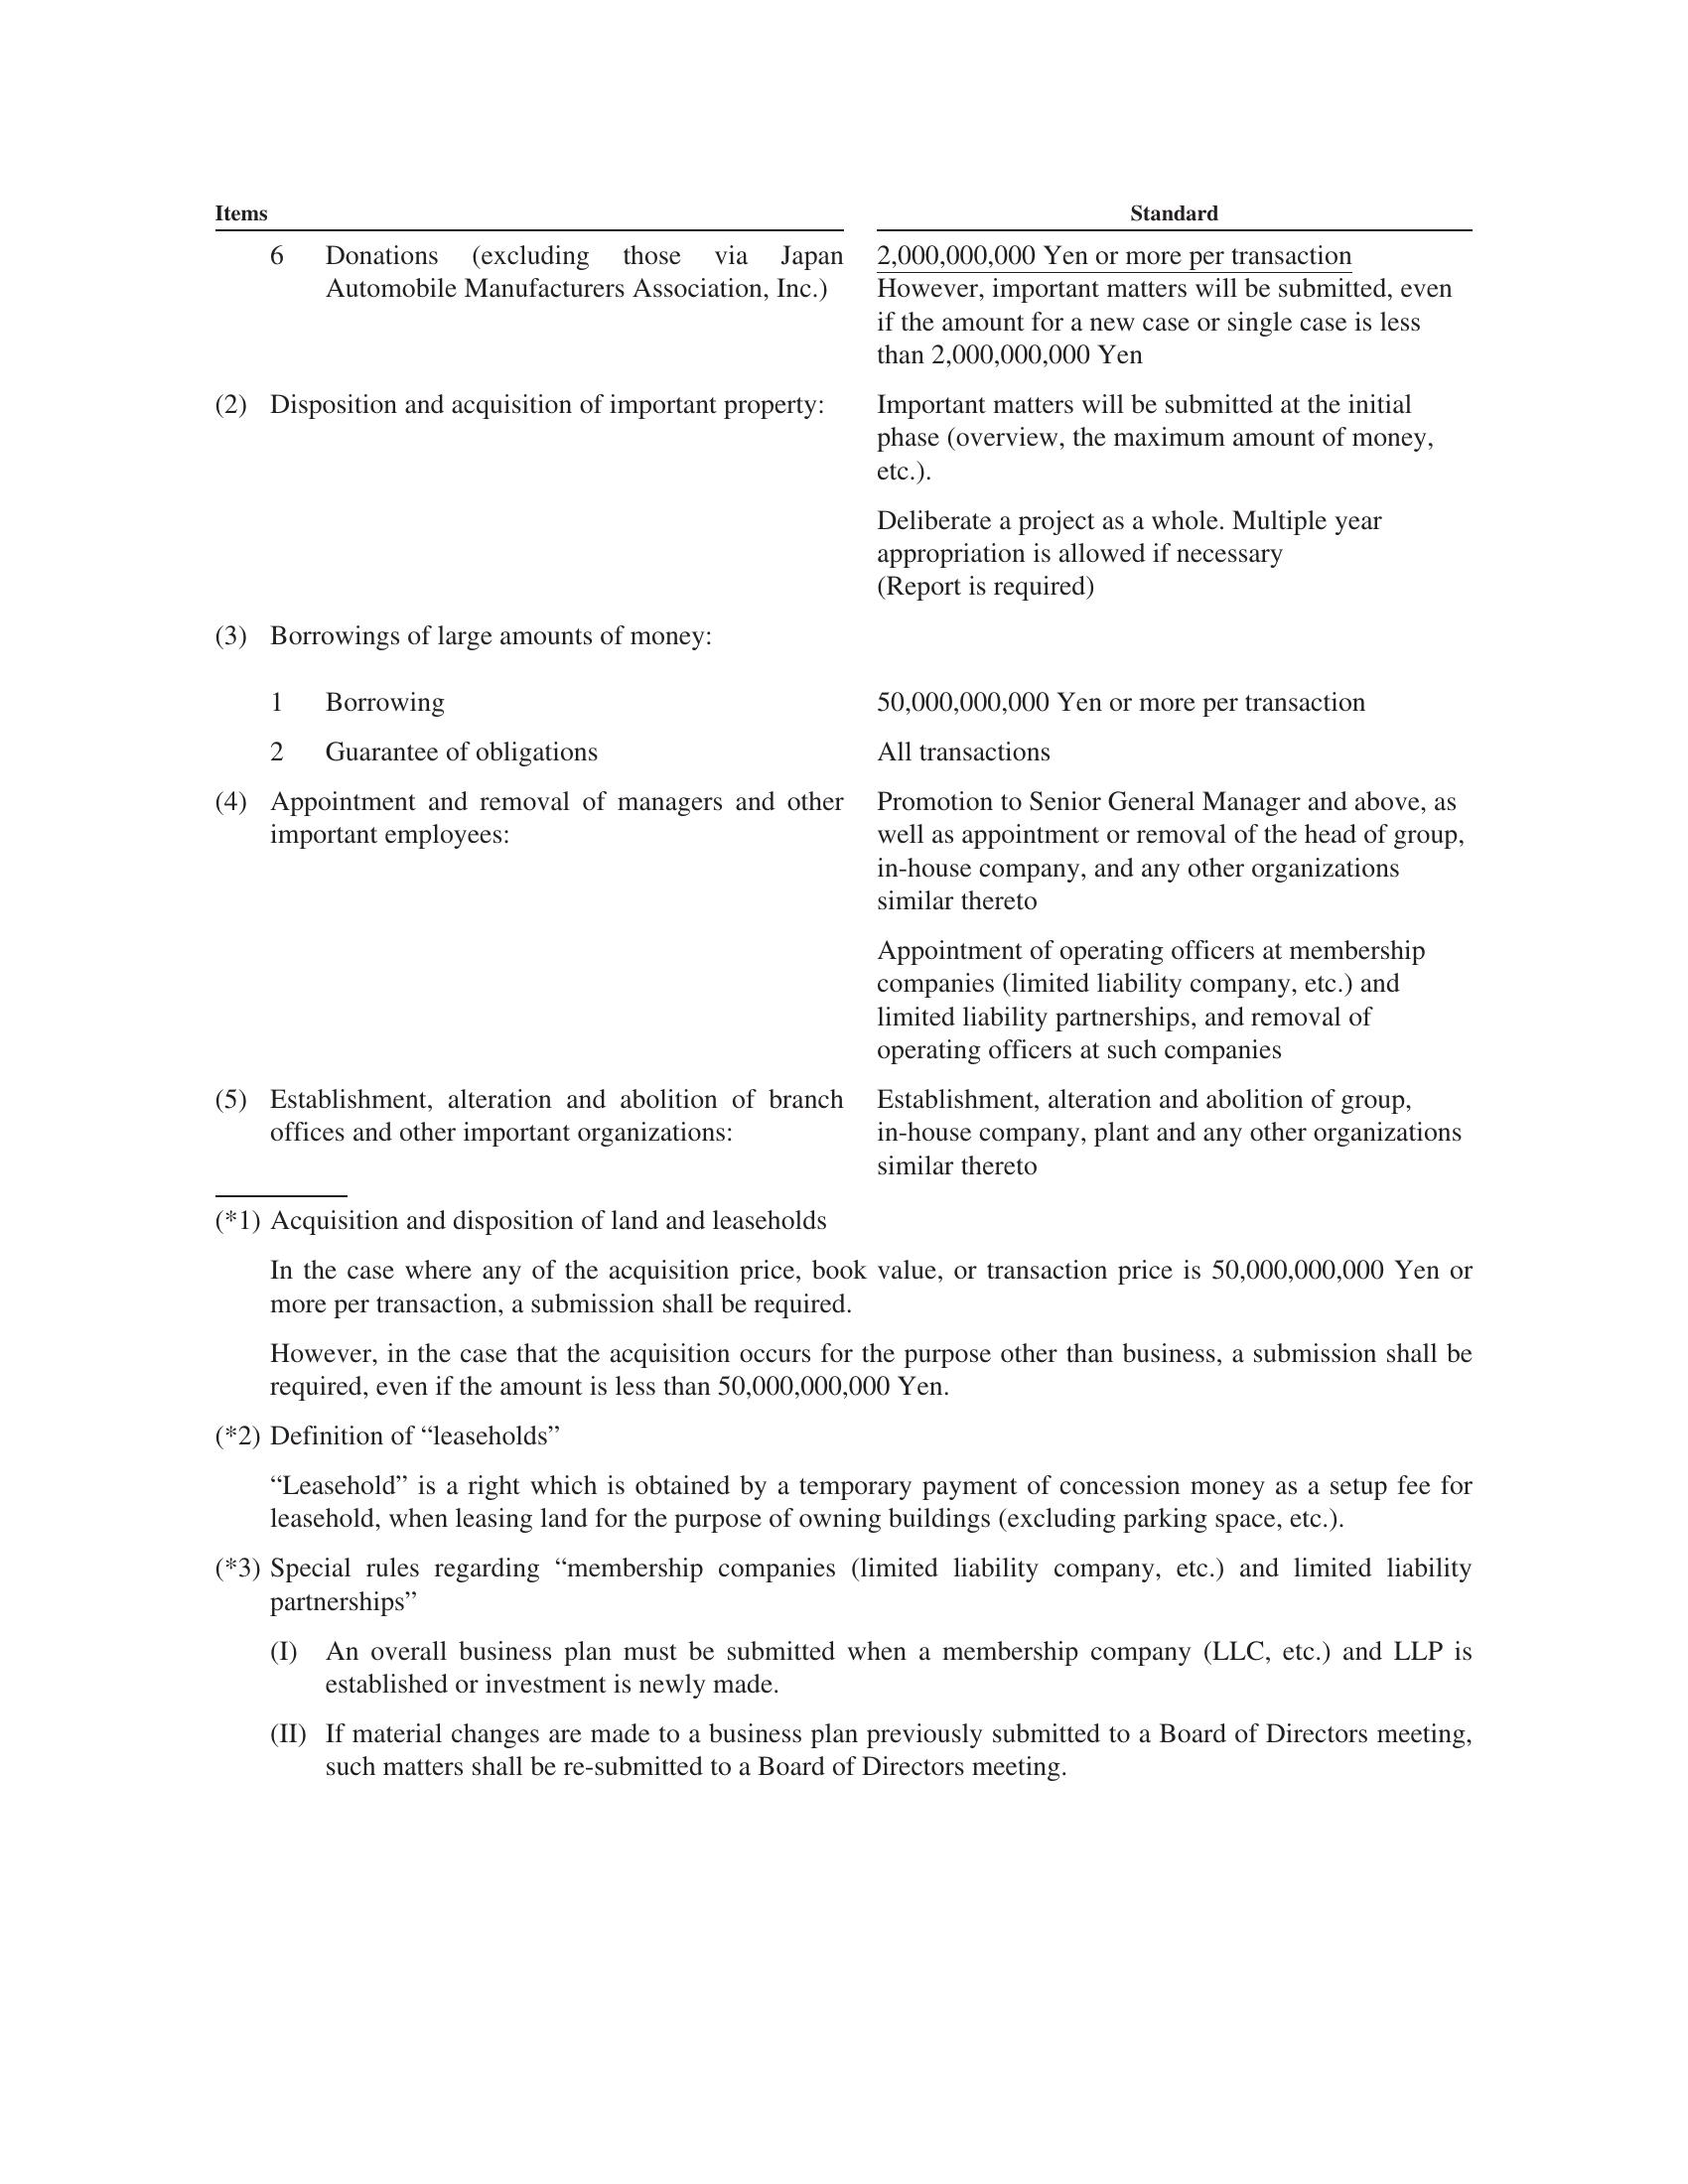 Items Standard
6 Donations (excluding those via Japan 2,000,000,000 Yen or more per transaction
Automobile Manufacturers Association, Inc.) However, important matters will be submitted, even
if the amount for a new case or single case is less
than 2,000,000,000 Yen
(2) Disposition and acquisition of important property: Important matters will be submitted at the initial
phase (overview, the maximum amount of money,
etc.).
Deliberate a project as a whole. Multiple year
appropriation is allowed if necessary
(Report is required)
(3) Borrowings of large amounts of money:
1 Borrowing 50,000,000,000 Yen or more per transaction
2 Guarantee of obligations All transactions
(4) Appointment and removal of managers and other Promotion to Senior General Manager and above, as
important employees: well as appointment or removal of the head of group,
in-house company, and any other organizations
similar thereto
Appointment of operating officers at membership
companies (limited liability company, etc.) and
limited liability partnerships, and removal of
operating officers at such companies
(5) Establishment, alteration and abolition of branch Establishment, alteration and abolition of group,
offices and other important organizations: in-house company, plant and any other organizations
similar thereto
(*1) Acquisition and disposition of land and leaseholds
In the case where any of the acquisition price, book value, or transaction price is 50,000,000,000 Yen or
more per transaction, a submission shall be required.
However, in the case that the acquisition occurs for the purpose other than business, a submission shall be
required, even if the amount is less than 50,000,000,000 Yen.
(*2) Definition of “leaseholds”
“Leasehold” is a right which is obtained by a temporary payment of concession money as a setup fee for
leasehold, when leasing land for the purpose of owning buildings (excluding parking space, etc.).
(*3) Special rules regarding “membership companies (limited liability company, etc.) and limited liability
partnerships”
(I) An overall business plan must be submitted when a membership company (LLC, etc.) and LLP is
established or investment is newly made.
(II) If material changes are made to a business plan previously submitted to a Board of Directors meeting,
such matters shall be re-submitted to a Board of Directors meeting.